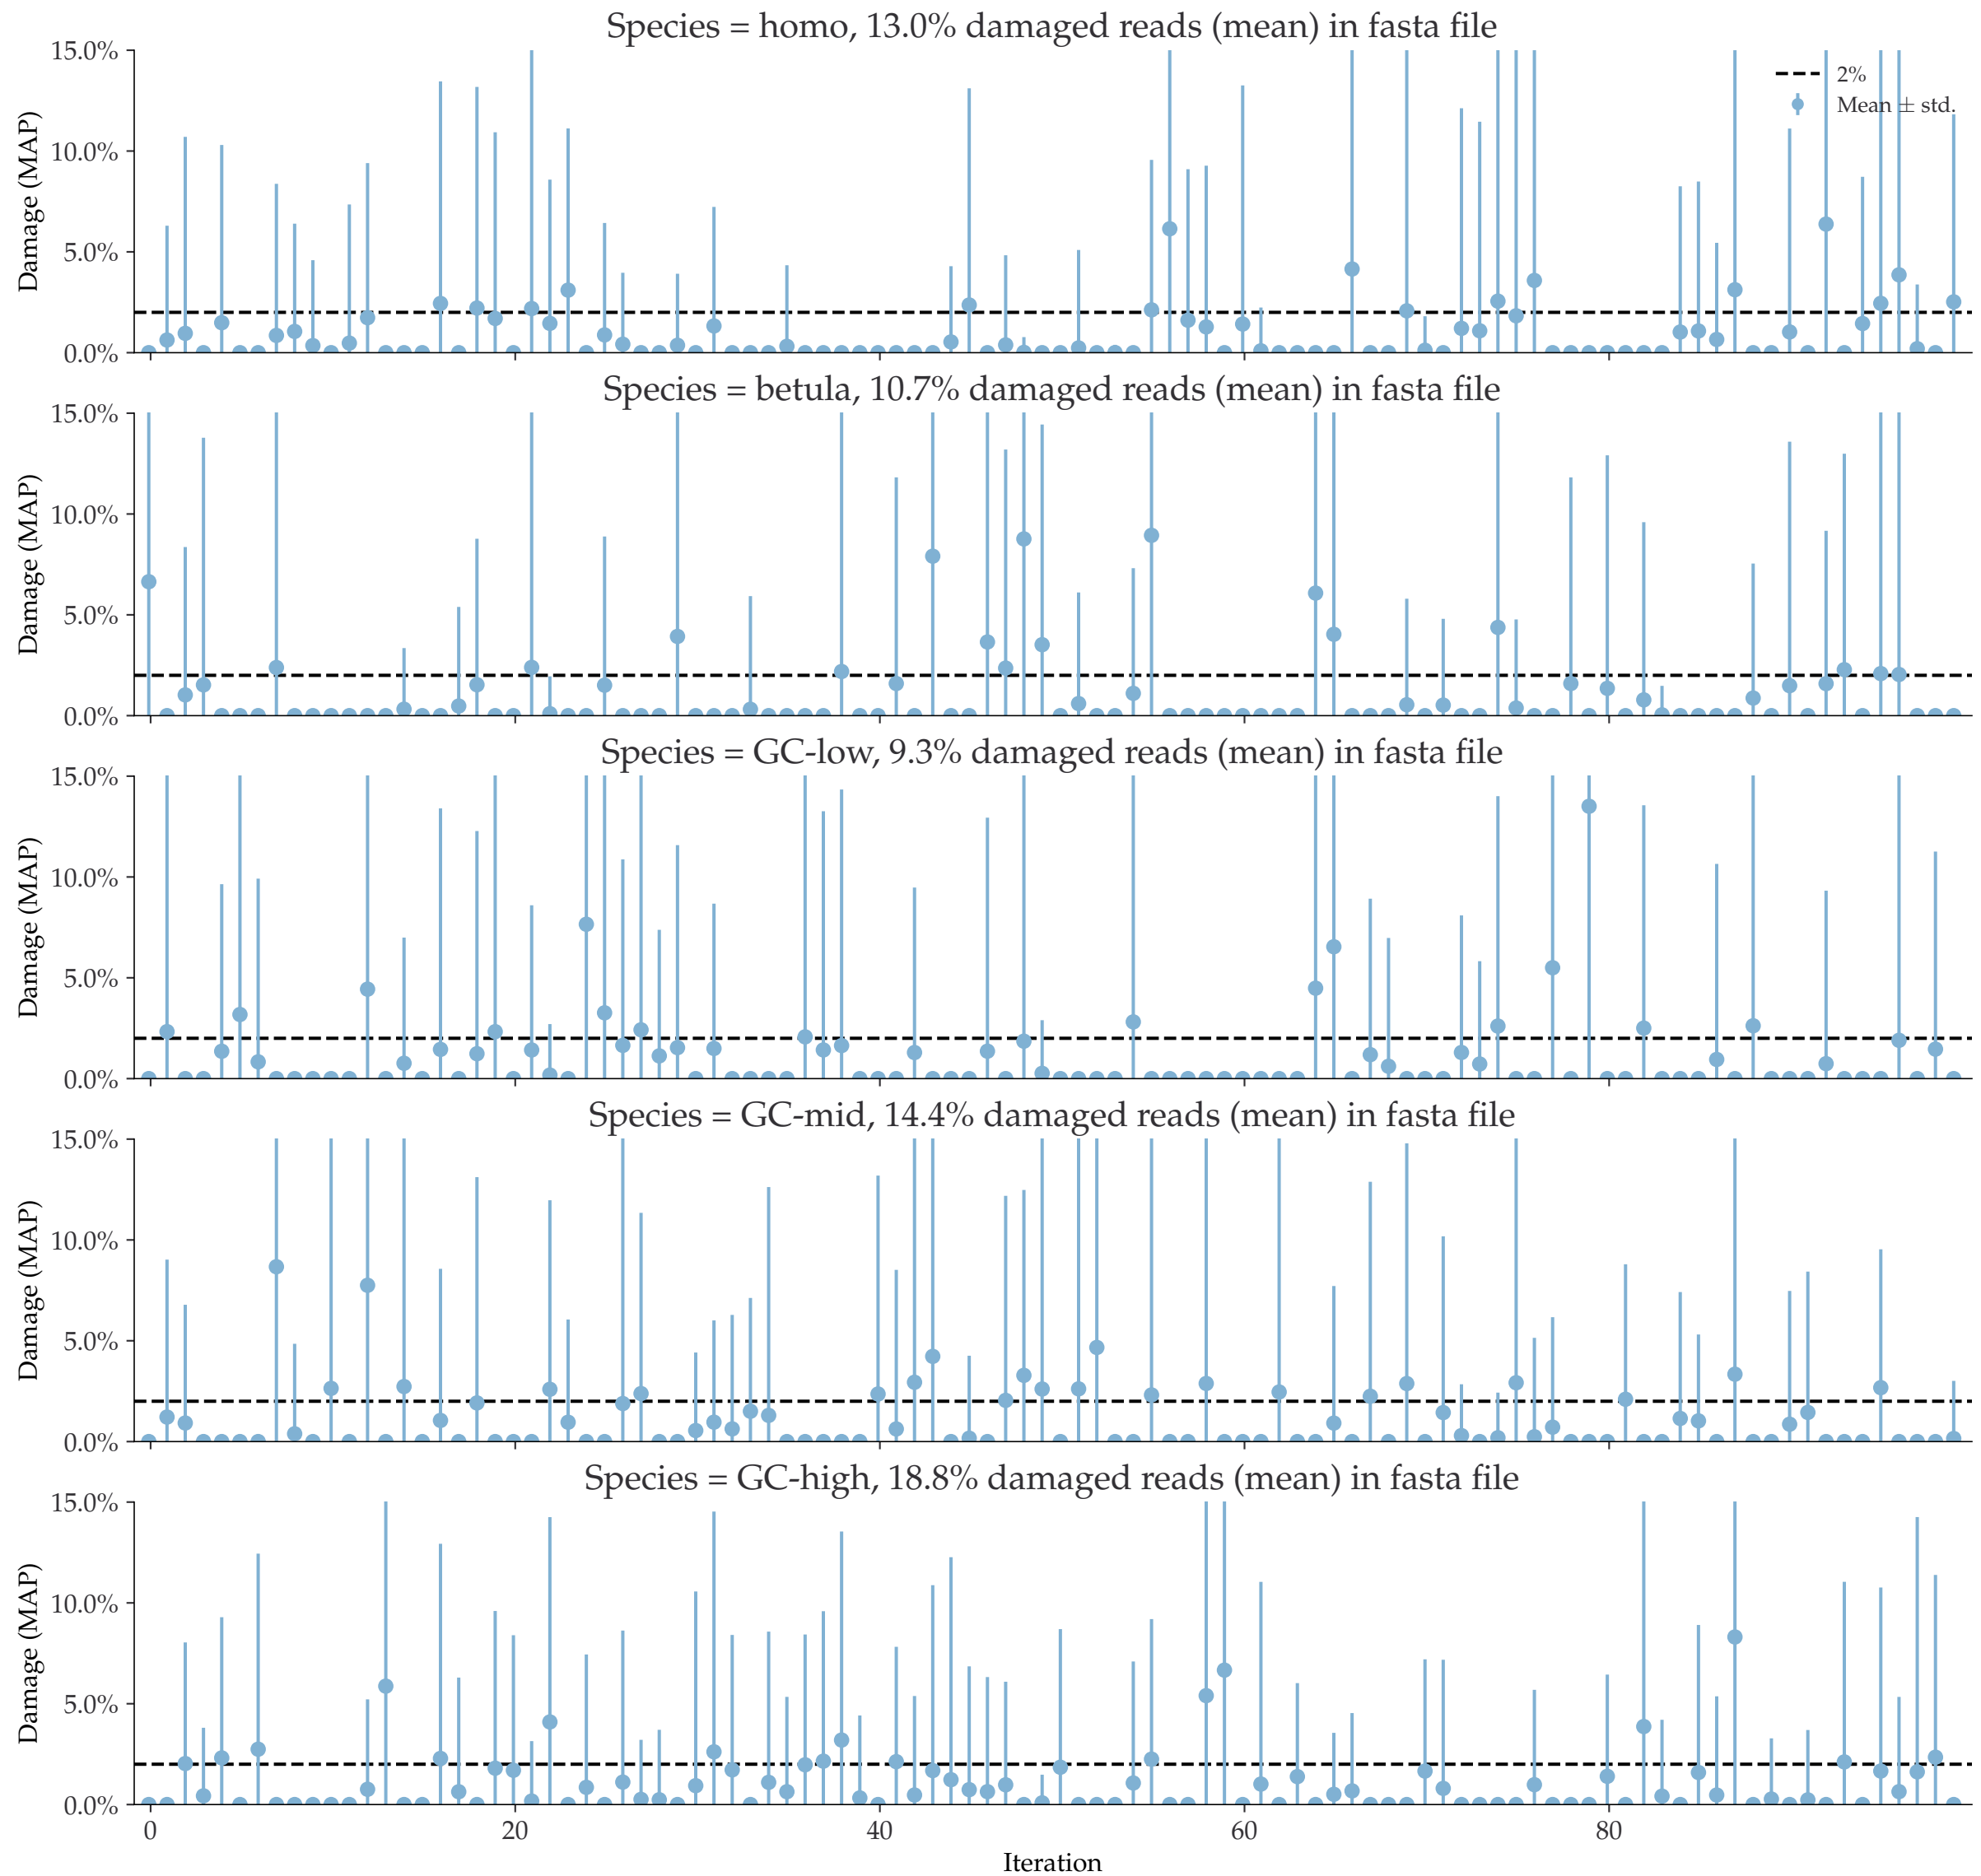 Species = homo, 13.0% damaged reads (mean) in fasta file
15.0%
10.0%
5.0%
0.0%
Damage (MAP)
2%
Mean ± std.
Species = betula, 10.7% damaged reads (mean) in fasta file
15.0%
10.0%
5.0%
0.0%
Damage (MAP)
Species = GC-low, 9.3% damaged reads (mean) in fasta file
15.0%
10.0%
5.0%
0.0%
Damage (MAP)
Species = GC-mid, 14.4% damaged reads (mean) in fasta file
15.0%
10.0%
5.0%
0.0%
Damage (MAP)
Species = GC-high, 18.8% damaged reads (mean) in fasta file
15.0%
10.0%
5.0%
0.0%
Damage (MAP)
0 20 40 60 80
Iteration